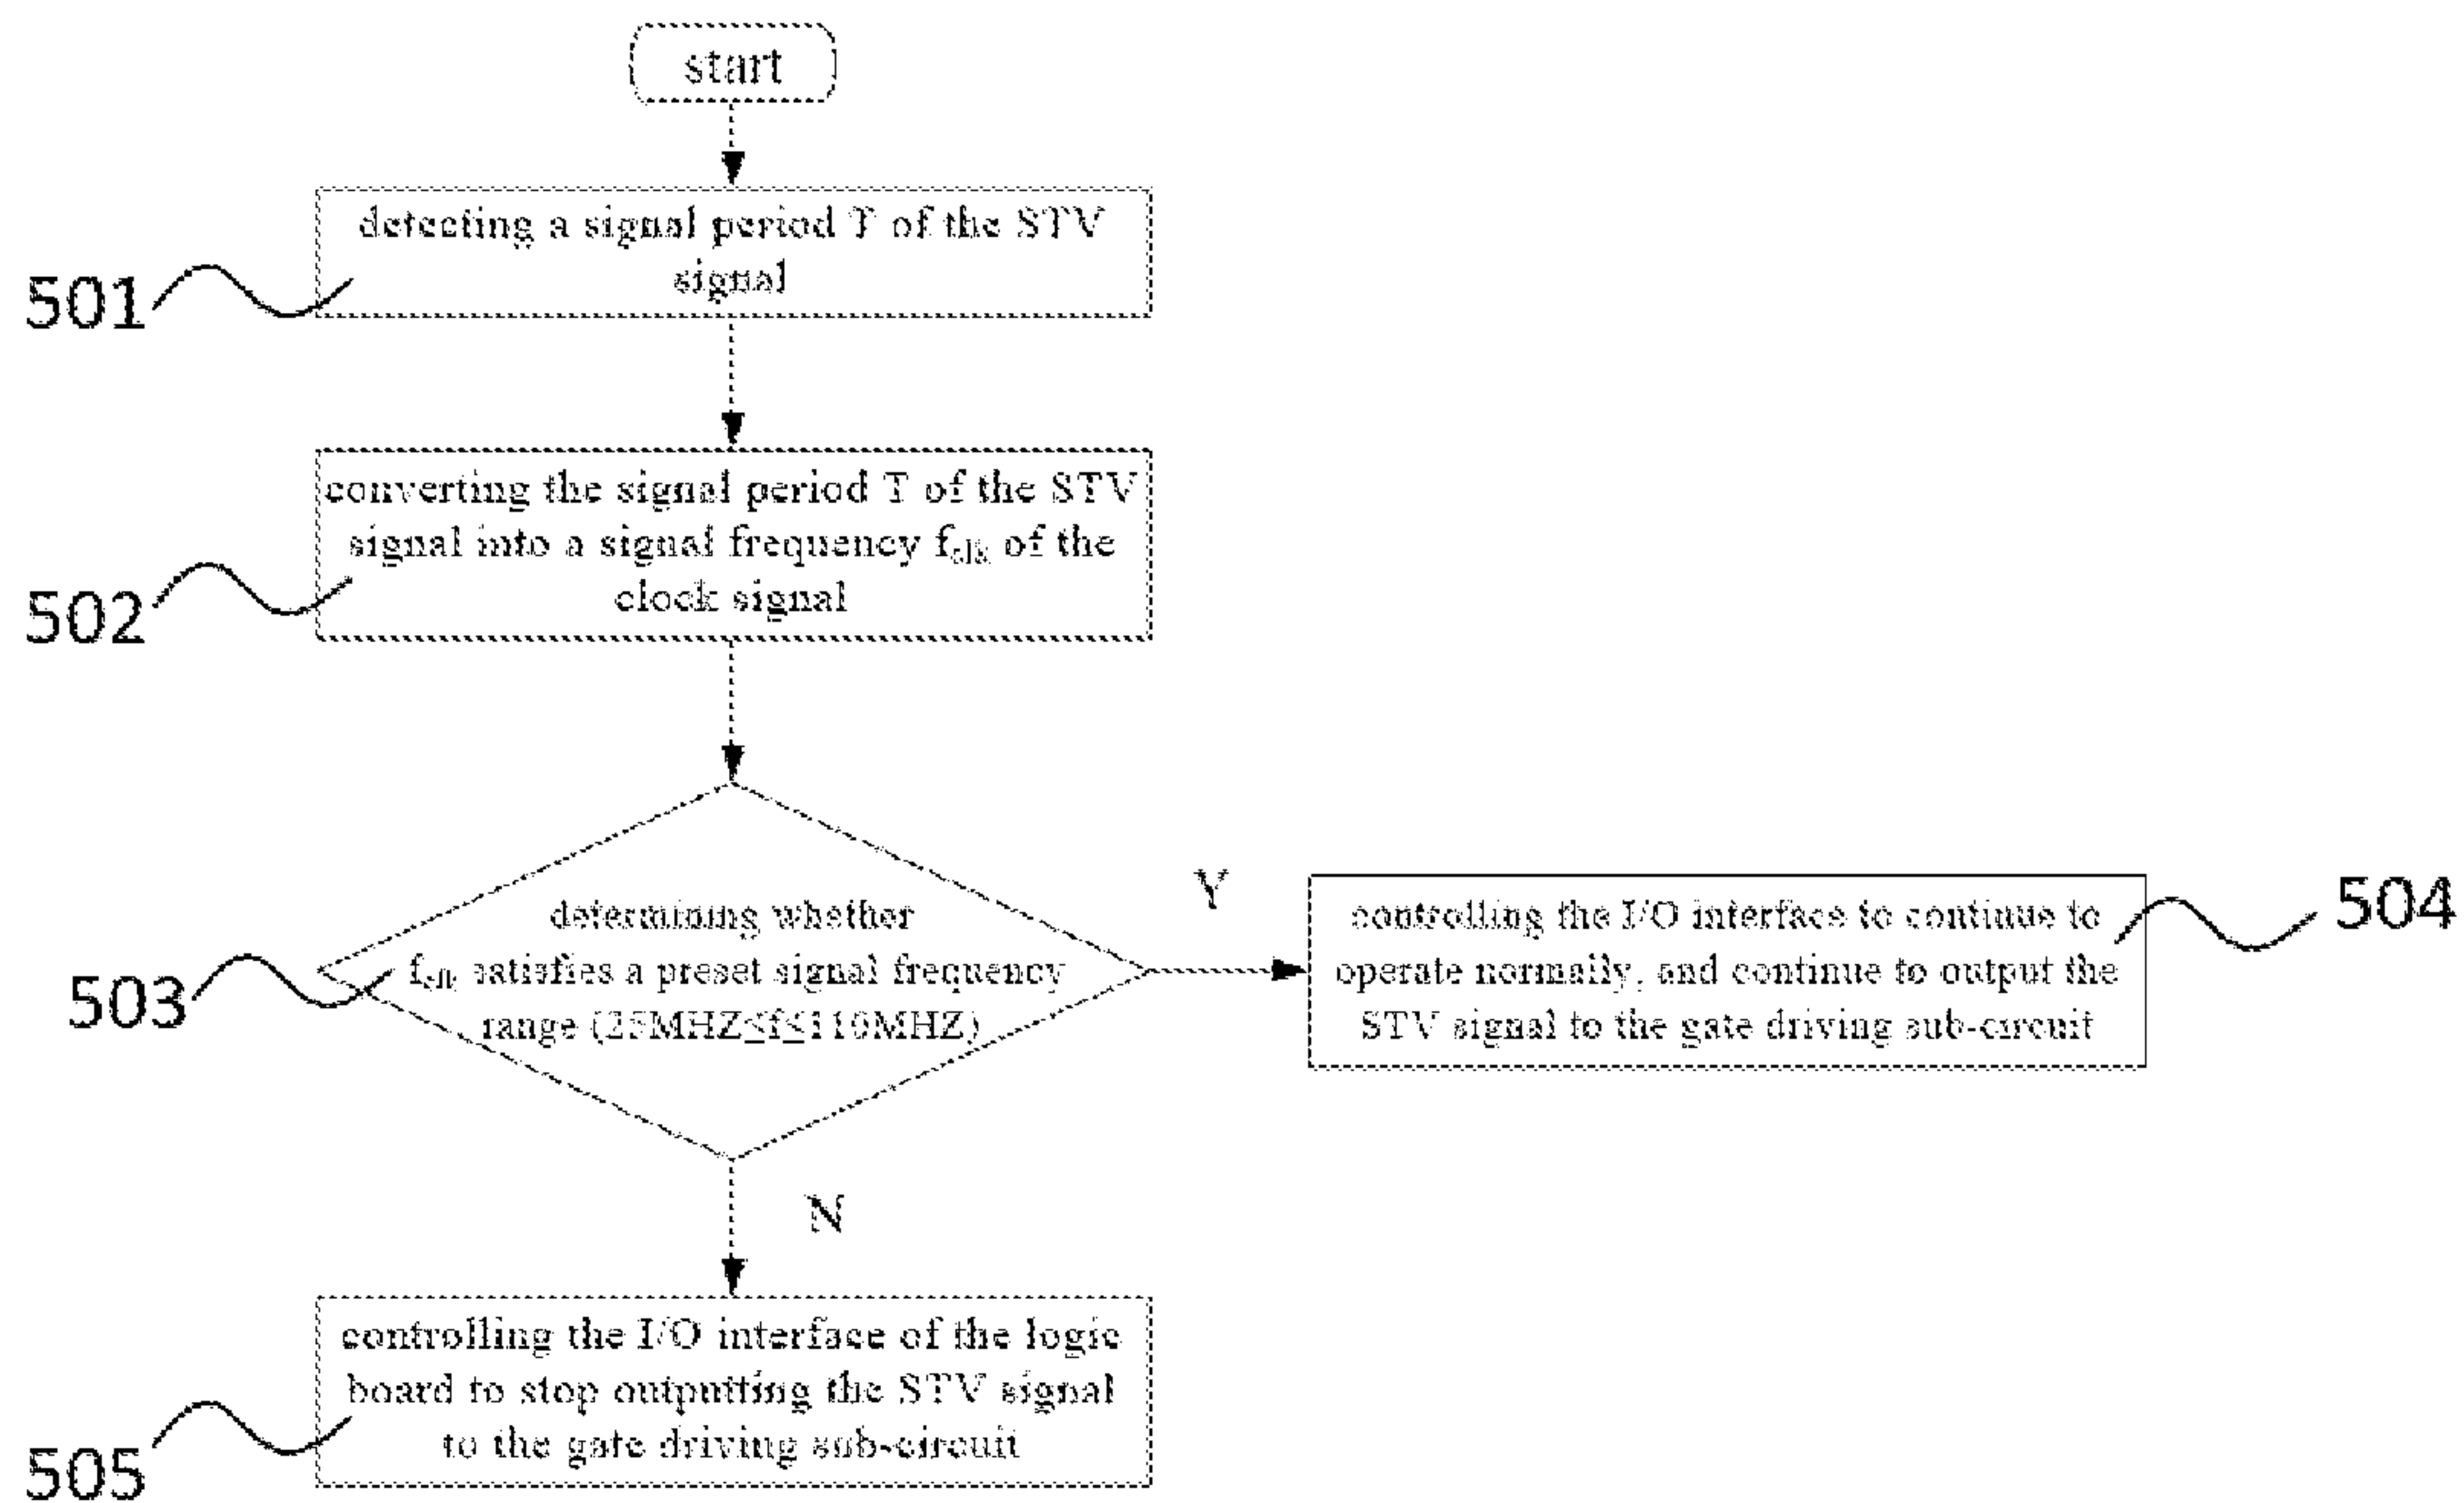 start
detecting a signal period T of the STV
signal
501
converting the signal period T of the STV
signal into a signal frequency fclk of the
clock signal
502
determining whether
fclk satisfies a preset signal frequency
range (25MHZ≤f≤110MHZ)
503
Y
controlling the I/O interface to continue to
operate normally, and continue to output the
STV signal to the gate driving sub-circuit
504
N
controlling the I/O interface of the logic
board to stop outputting the STV signal
to the gate driving sub-circuit
505